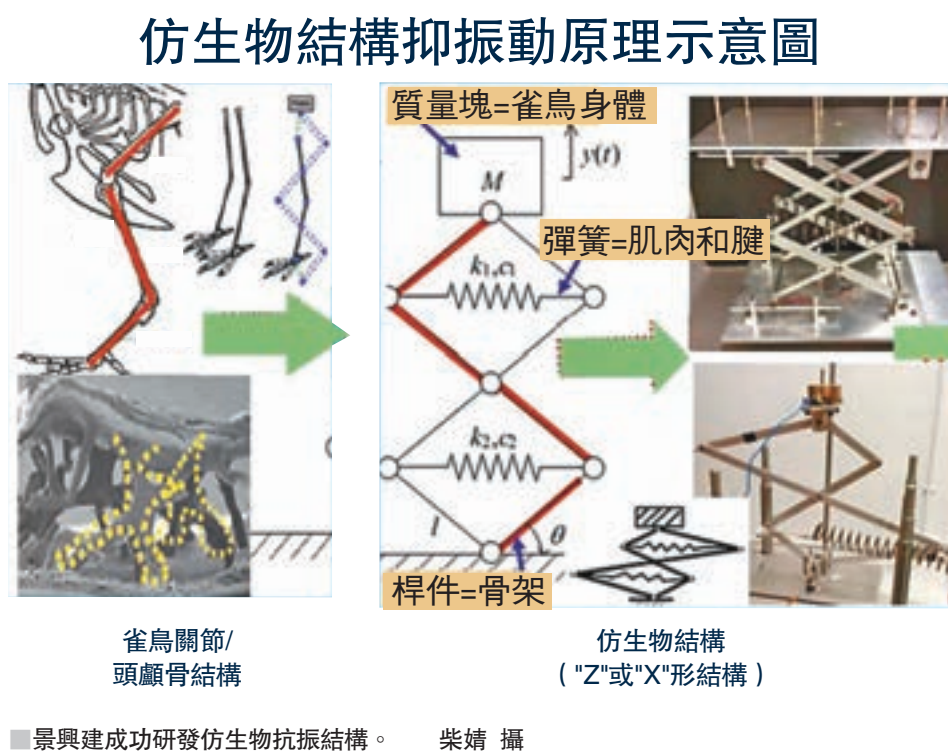 仿生物結構抑振動原理示意圖
質量塊=雀鳥身體
y(t)
M
彈簧=肌肉和腱
k₁,c₁
k₂,c₂
l
θ
桿件=骨架
雀鳥關節/
頭顱骨結構
仿生物結構
("Z"或"X"形結構)
景興建成功研發仿生物抗振結構。 柴婧 攝